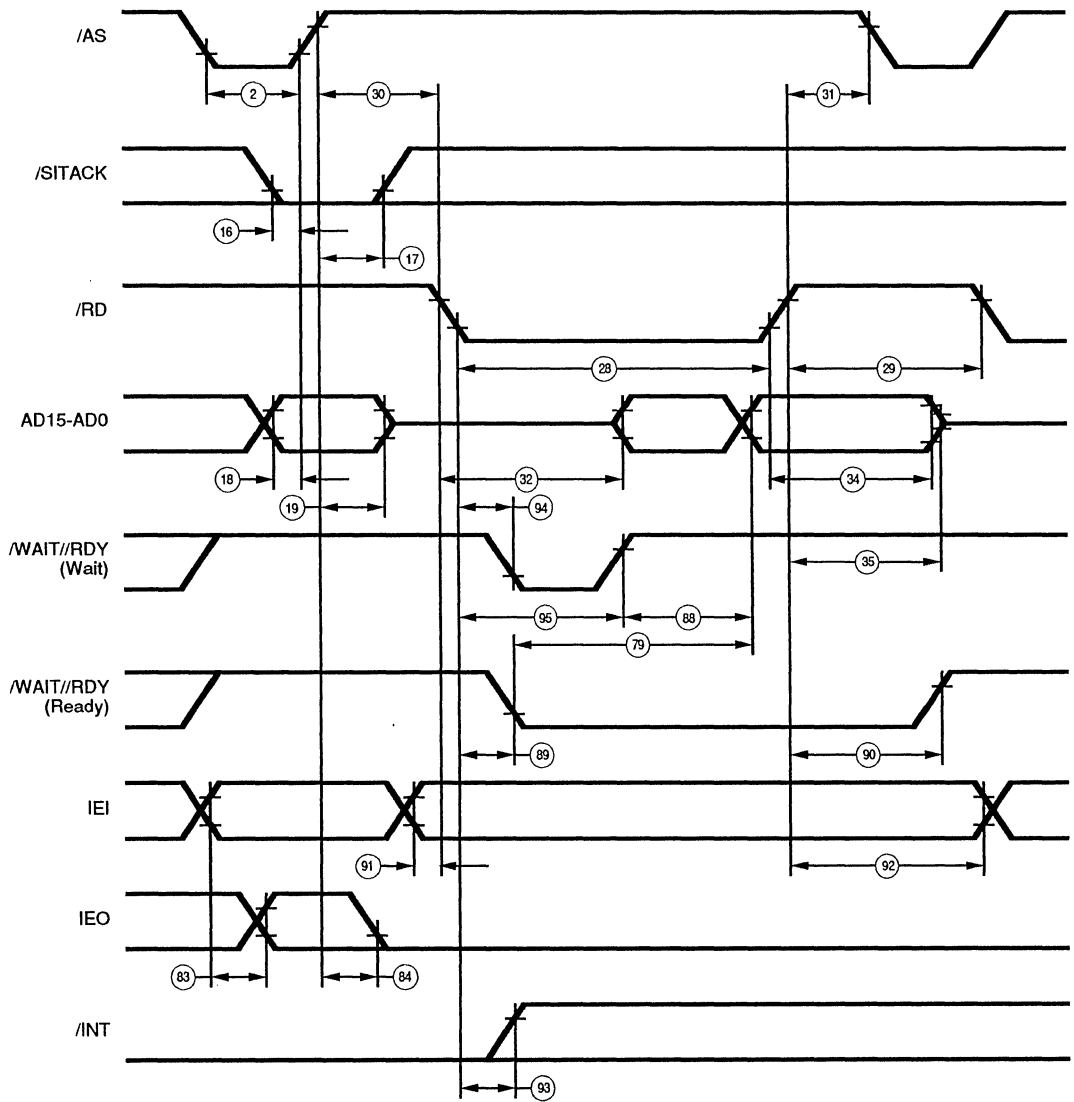 /AS
2
30
31
/SITACK
16
17
/RD
28
29
AD15-AD0
18
32
34
19
94
/WAIT//RDY
(Wait)
35
95
88
79
/WAIT//RDY
(Ready)
89
90
IEI
91
92
IEO
83
84
/INT
93